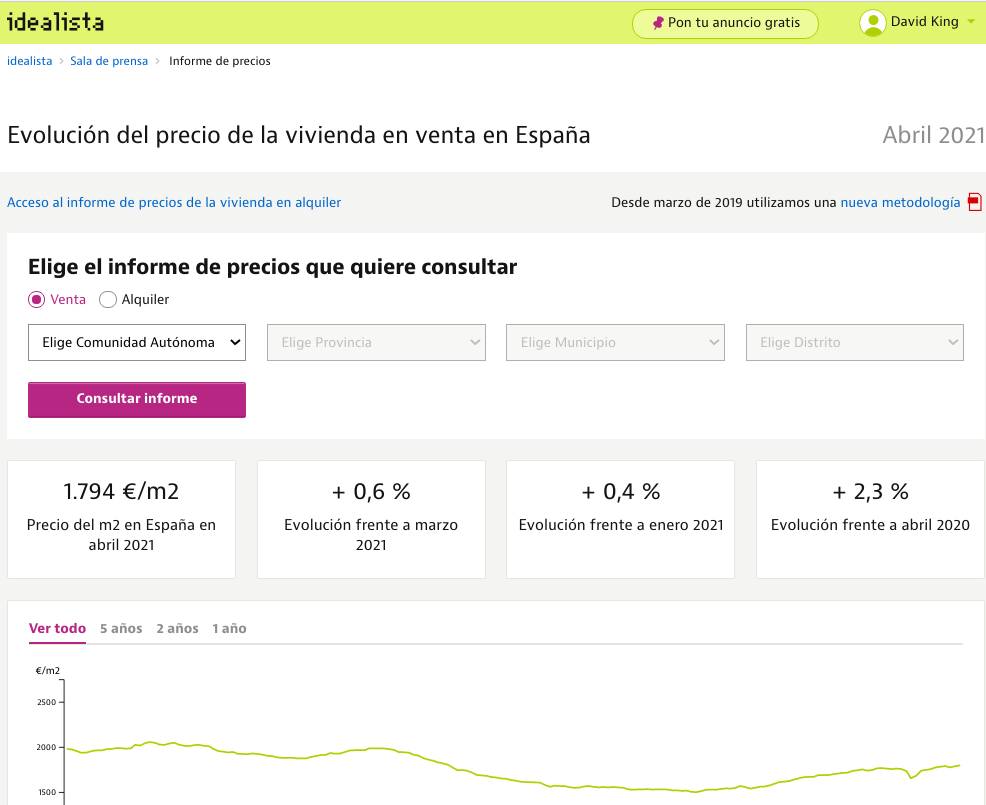 idealista
Pon tu anuncio gratis
David King
idealista > Sala de prensa > Informe de precios
Evolución del precio de la vivienda en venta en España
Abril 2021
Acceso al informe de precios de la vivienda en alquiler
Desde marzo de 2019 utilizamos una nueva metodología
Elige el informe de precios que quiere consultar
Venta Alquiler
Elige Comunidad Autónoma
Elige Provincia
Elige Municipio
Elige Distrito
Consultar informe
1.794 €/m2
Precio del m2 en España en
abril 2021
+ 0,6 %
Evolución frente a marzo
2021
+ 0,4 %
Evolución frente a enero 2021
+ 2,3 %
Evolución frente a abril 2020
Ver todo 5 años 2 años 1 año
€/m2
2500
2000
1500